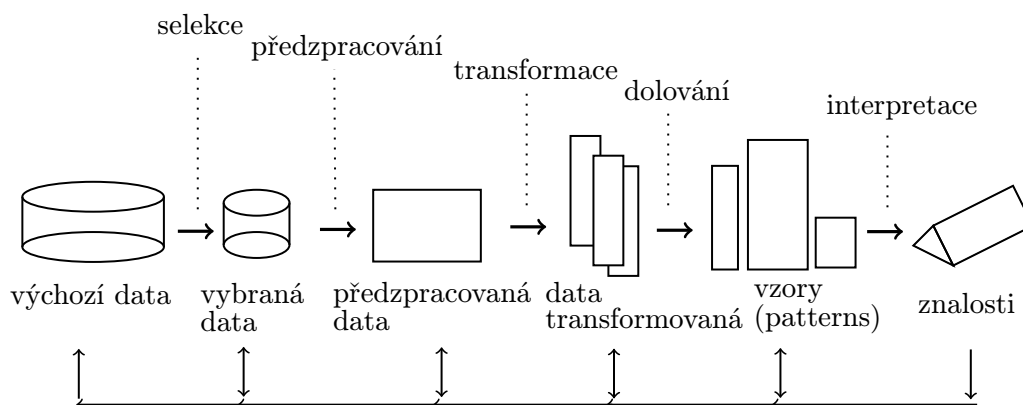 selekce
předzpracování
transformace
dolování
interpretace
výchozí data
vybraná
data
předzpracovaná
data
data
transformovaná
vzory
(patterns)
znalosti